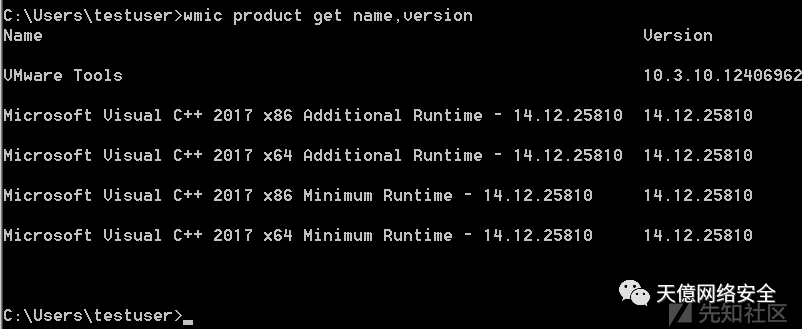 C:\Users\testuser>wmic product get name,version
Name Version
VMware Tools 10.3.10.12406962
Microsoft Visual C++ 2017 x86 Additional Runtime - 14.12.25810 14.12.25810
Microsoft Visual C++ 2017 x64 Additional Runtime - 14.12.25810 14.12.25810
Microsoft Visual C++ 2017 x86 Minimum Runtime - 14.12.25810 14.12.25810
Microsoft Visual C++ 2017 x64 Minimum Runtime - 14.12.25810 14.12.25810
天億网络安全
C:\Users\testuser>_
先知社区